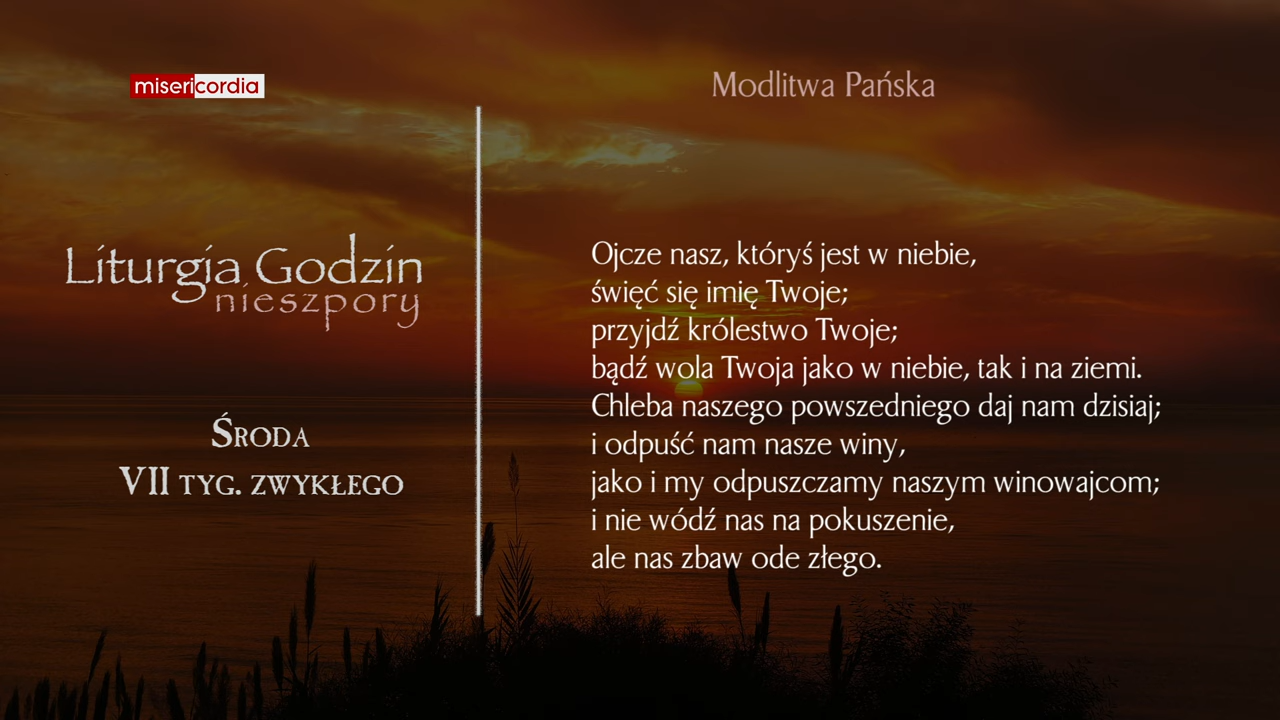 misericordia
Liturgia Godzin
nieszpory
Środa
VII tyg. zwykłego
Modlitwa Pańska
Ojcze nasz, któryś jest w niebie,
święć się imię Twoje;
przyjdź królestwo Twoje;
bądź wola Twoja jako w niebie, tak i na ziemi.
Chleba naszego powszedniego daj nam dzisiaj;
i odpuść nam nasze winy,
jako i my odpuszczamy naszym winowajcom;
i nie wódź nas na pokuszenie,
ale nas zbaw ode złego.